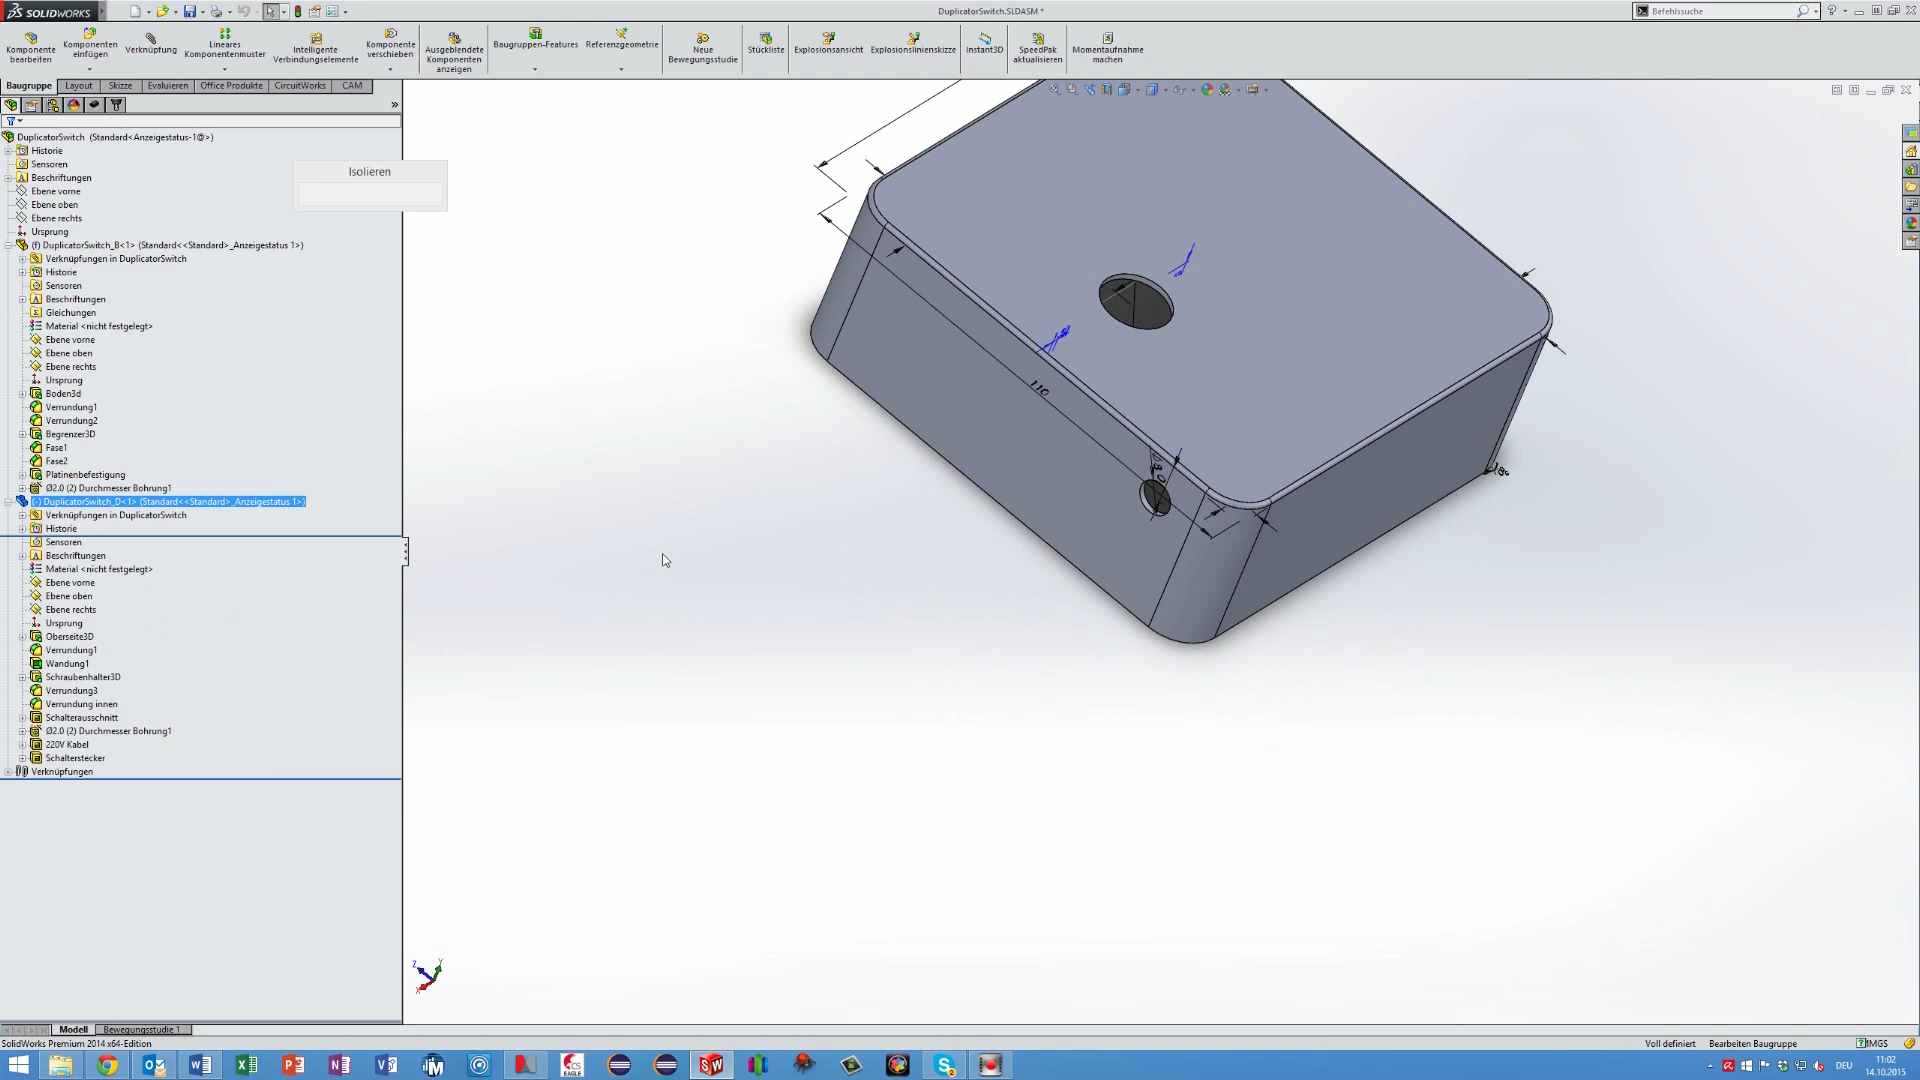 SOLIDWORKS
DuplicatorSwitch.SLDASM *
Befehlssuche
Komponente bearbeiten
Komponenten einfügen
Verknüpfung
Lineares Komponentenmuster
Intelligente Verbindungselemente
Komponente verschieben
Ausgeblendete Komponenten anzeigen
Baugruppen-Features
Referenzgeometrie
Neue Bewegungsstudie
Stückliste
Explosionsansicht
Explosionslinienskizze
Instant3D
SpeedPak aktualisieren
Momentaufnahme machen
Baugruppe Layout Skizze Evaluieren Office Produkte CircuitWorks CAM
DuplicatorSwitch (Standard<Anzeigestatus-1@>)
Historie
Sensoren
Beschriftungen
Ebene vorne
Ebene oben
Ebene rechts
Ursprung
(f) DuplicatorSwitch_B<1> (Standard<<Standard>_Anzeigestatus 1>)
Verknüpfungen in DuplicatorSwitch
Historie
Sensoren
Beschriftungen
Gleichungen
Material <nicht festgelegt>
Ebene vorne
Ebene oben
Ebene rechts
Ursprung
Boden3d
Verrundung1
Verrundung2
Begrenzer3D
Fase1
Fase2
Platinenbefestigung
Ø2.0 (2) Durchmesser Bohrung1
(-) DuplicatorSwitch_D<1> (Standard<<Standard>_Anzeigestatus 1>)
Verknüpfungen in DuplicatorSwitch
Historie
Sensoren
Beschriftungen
Material <nicht festgelegt>
Ebene vorne
Ebene oben
Ebene rechts
Ursprung
Oberseite3D
Verrundung1
Wandung1
Schraubenhalter3D
Verrundung3
Verrundung innen
Schalterausschnitt
Ø2.0 (2) Durchmesser Bohrung1
220V Kabel
Schalterstecker
Verknüpfungen
Isolieren
110
18°
Z
Y
X
Modell Bewegungsstudie 1
SolidWorks Premium 2014 x64-Edition
Voll definiert Bearbeiten Baugruppe
IMGS
DEU
11:02
14.10.2015